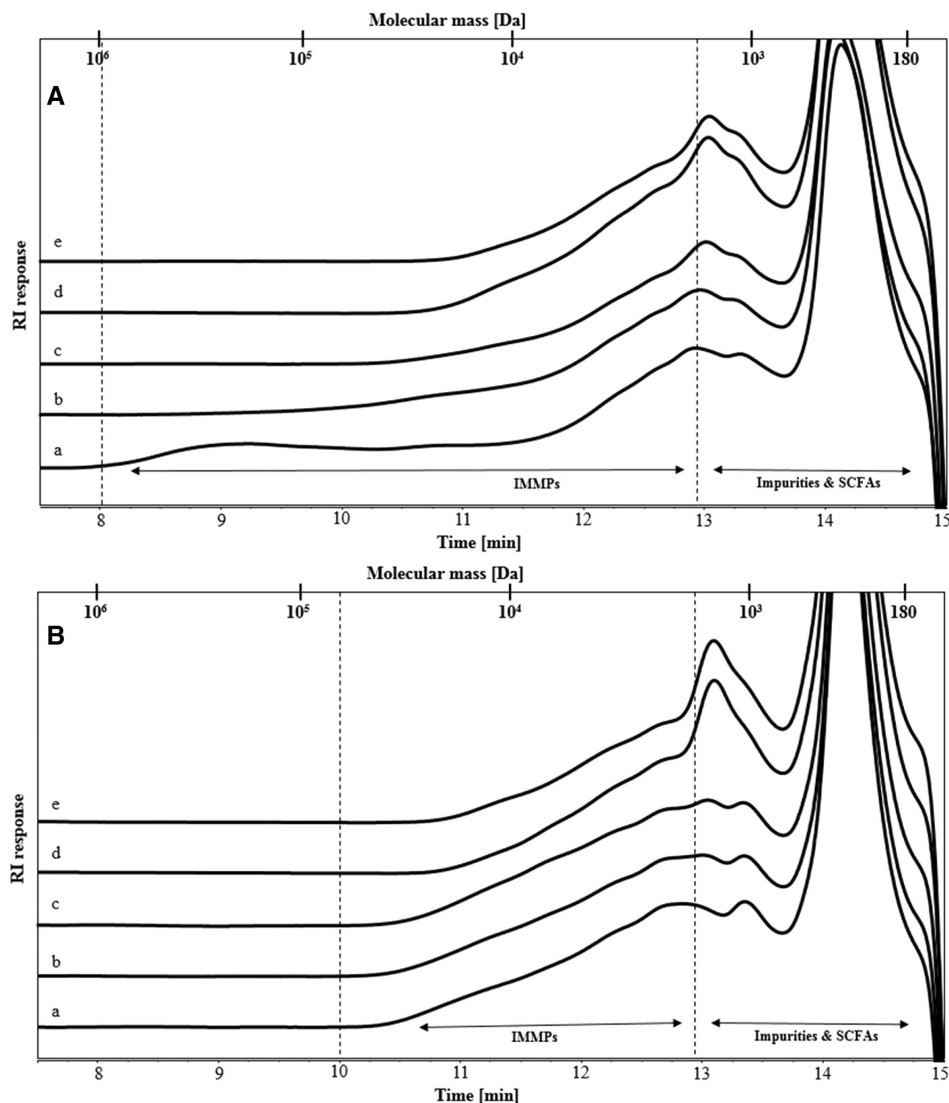 Molecular mass [Da]
10⁶ 10⁵ 10⁴ 10³ 180
A
RI response
e
d
c
b
a
IMMPs Impurities & SCFAs
8 9 10 11 12 13 14 15
Time [min]
Molecular mass [Da]
10⁶ 10⁵ 10⁴ 10³ 180
B
RI response
e
d
c
b
a
IMMPs Impurities & SCFAs
8 9 10 11 12 13 14 15
Time [min]